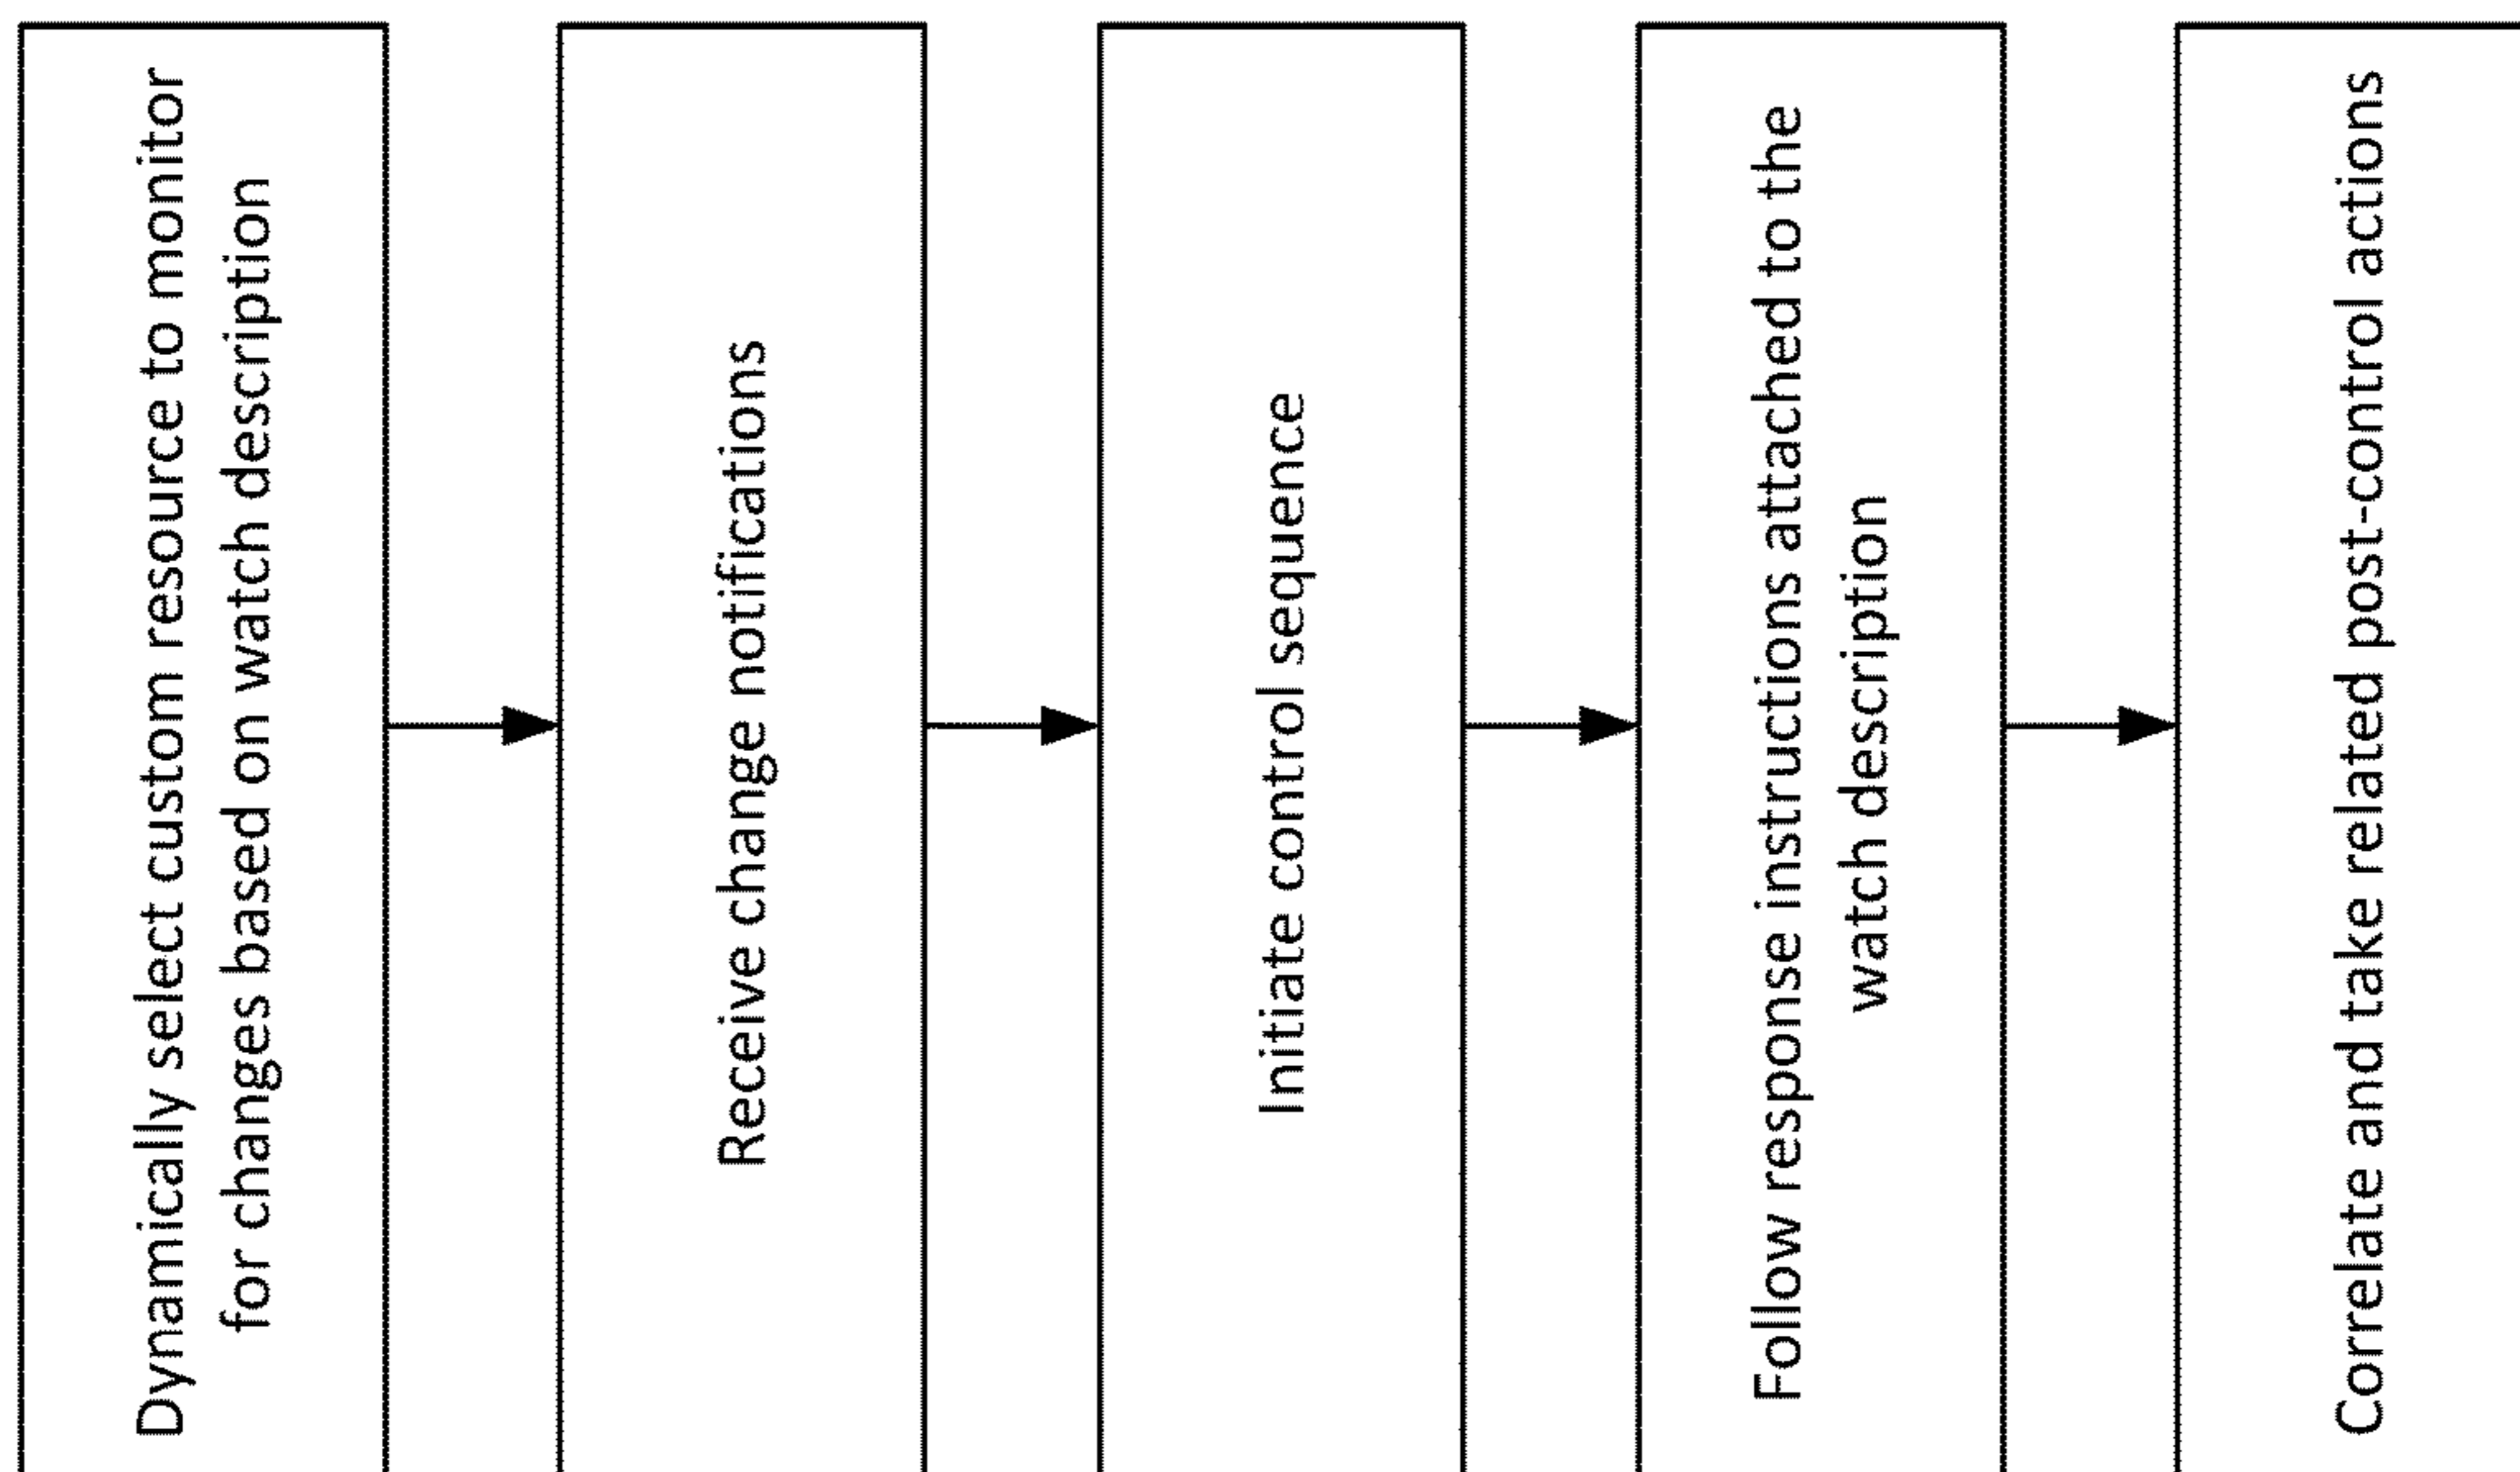 Dynamically select custom resource to monitor
for changes based on watch description
Receive change notifications
Initiate control sequence
Follow response instructions attached to the
watch description
Correlate and take related post-control actions